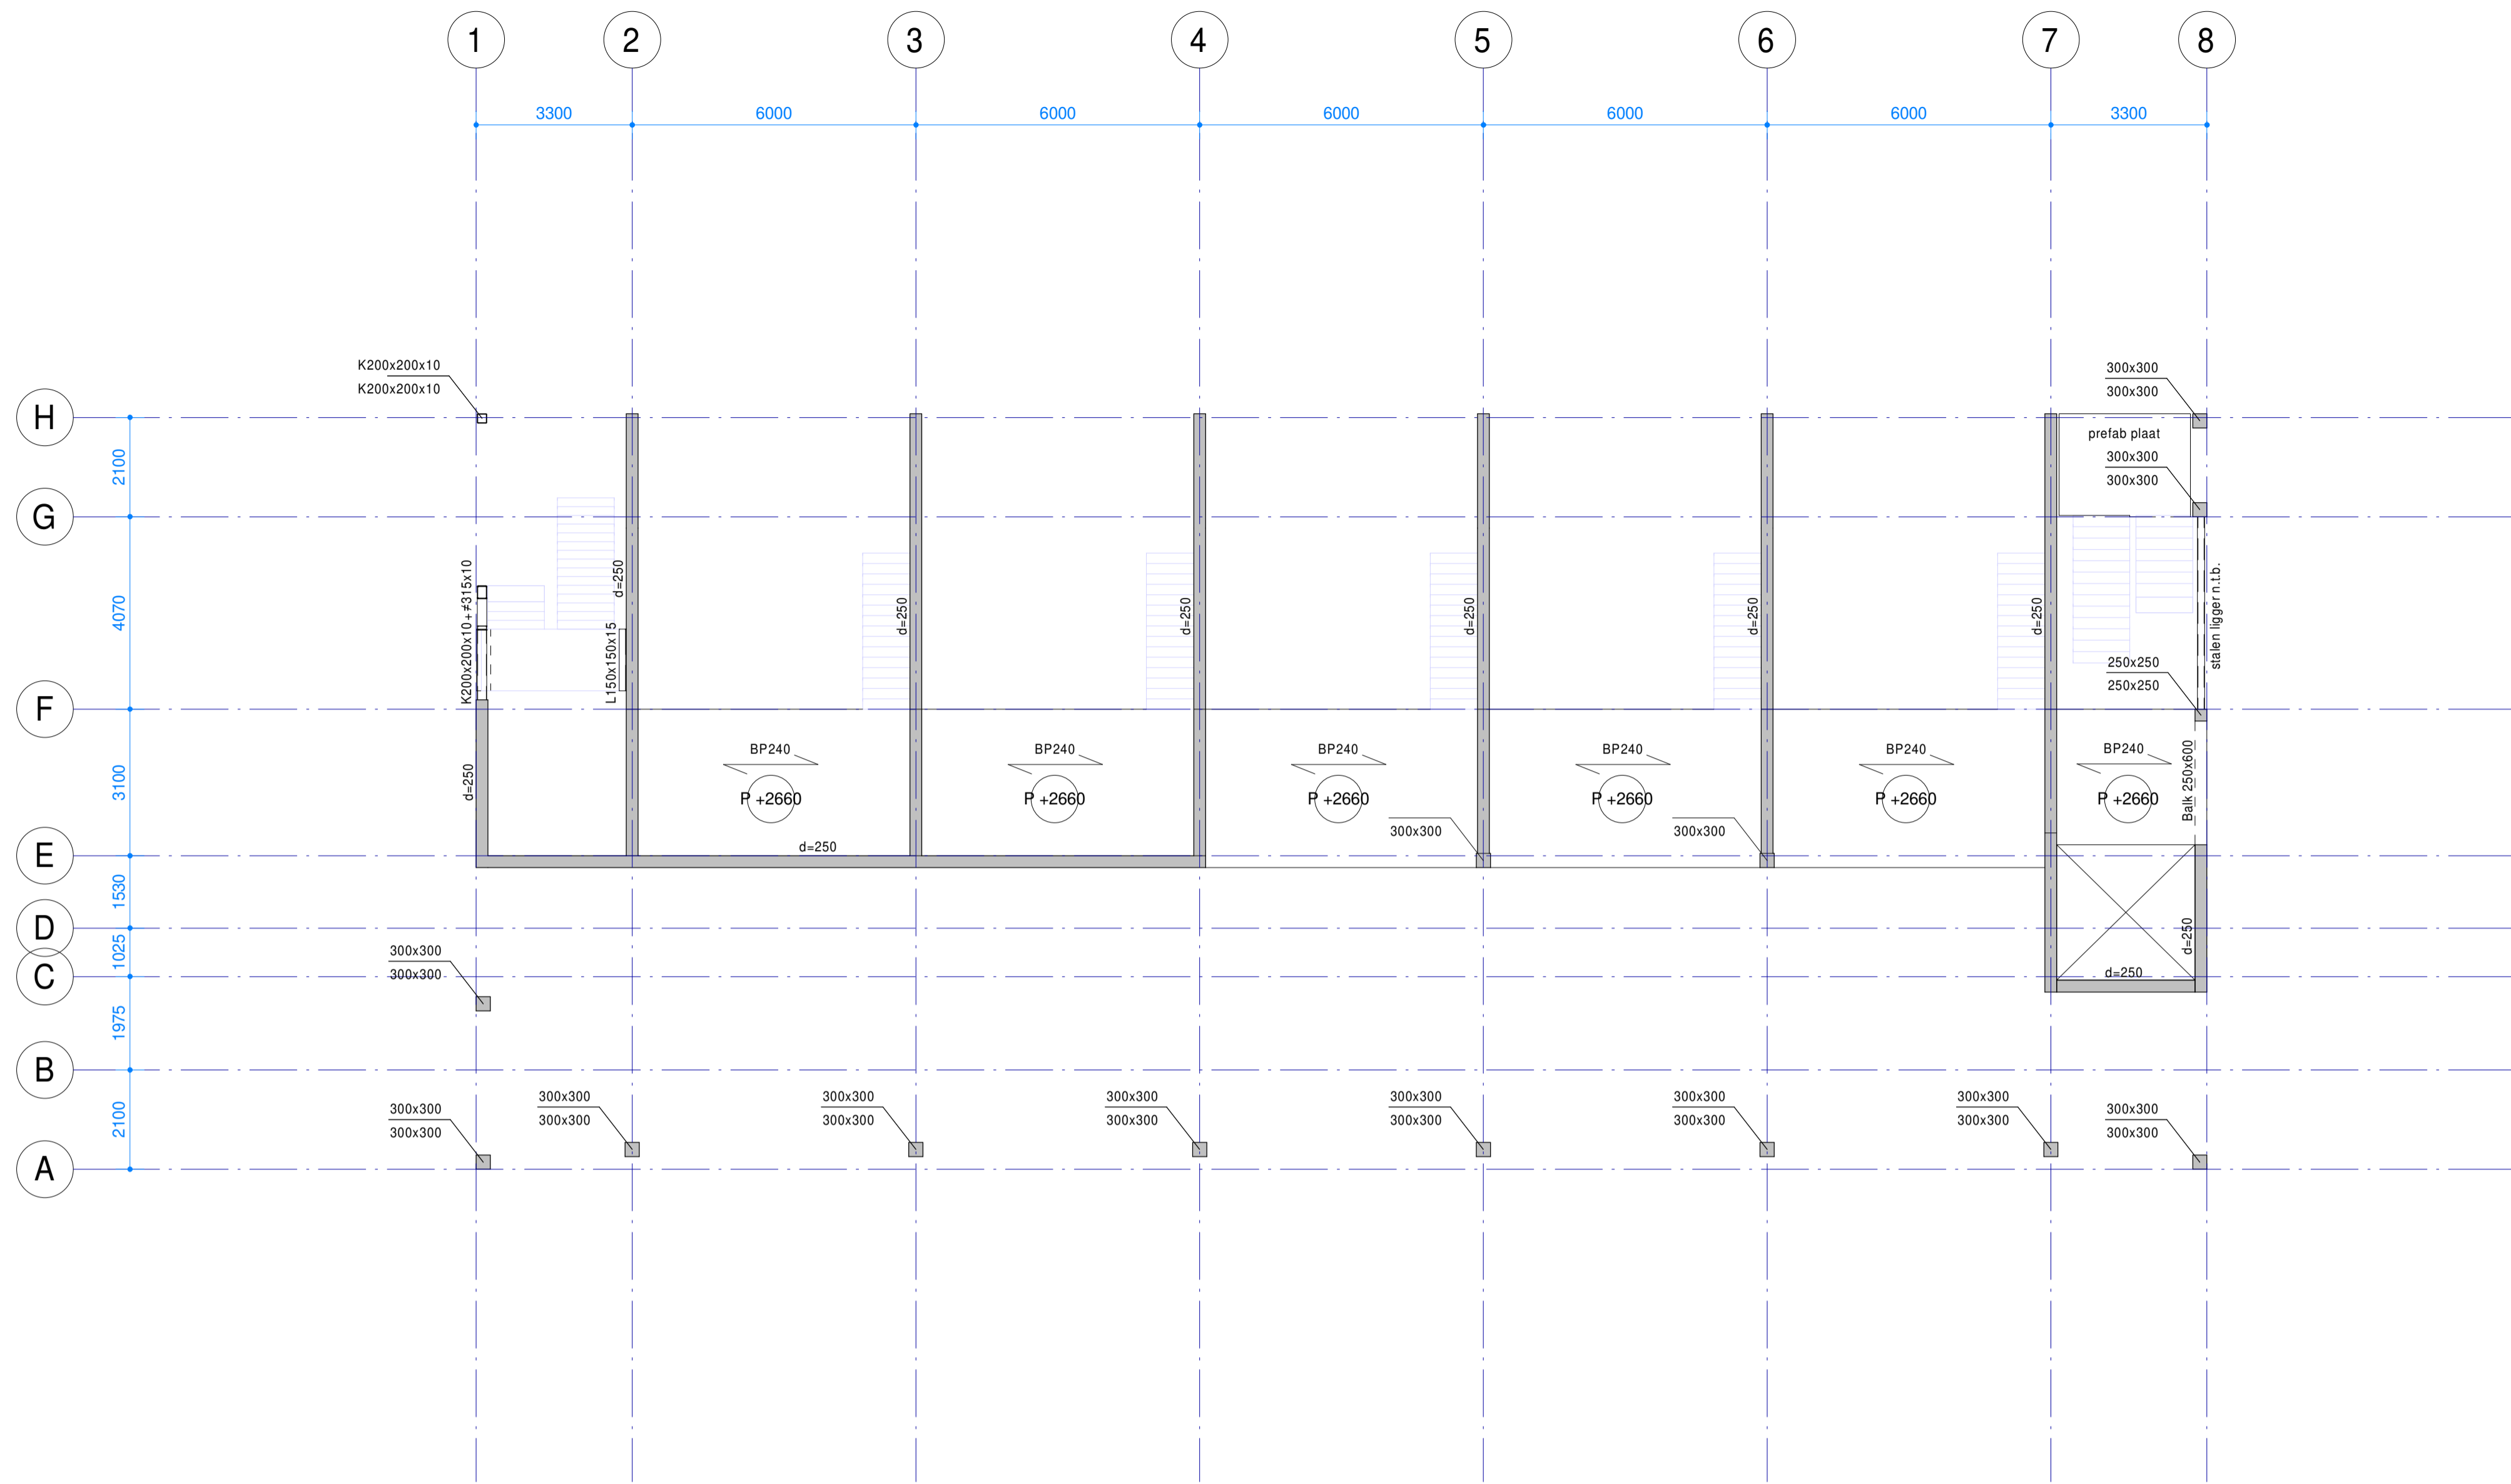 1 2 3 4 5 6 7 8
3300 6000 6000 6000 6000 6000 3300
K200x200x10
K200x200x10
300x300
300x300
H
prefab plaat
300x300
300x300
2100
G
K200x200x10 + ≠315x10
d=250
L150x150x15
d=250
d=250
d=250
d=250
d=250
stalen ligger n.t.b.
4070
250x250
250x250
F
BP240 BP240 BP240 BP240 BP240 BP240
P +2660 P +2660 P +2660 P +2660 P +2660 P +2660
d=250
Balk 250x600
3100
300x300 300x300
d=250
E
1530
D
d=250
300x300
300x300
1025
d=250
C
1975
B
300x300 300x300 300x300 300x300 300x300 300x300 300x300 300x300
300x300 300x300 300x300 300x300 300x300 300x300 300x300 300x300
2100
A